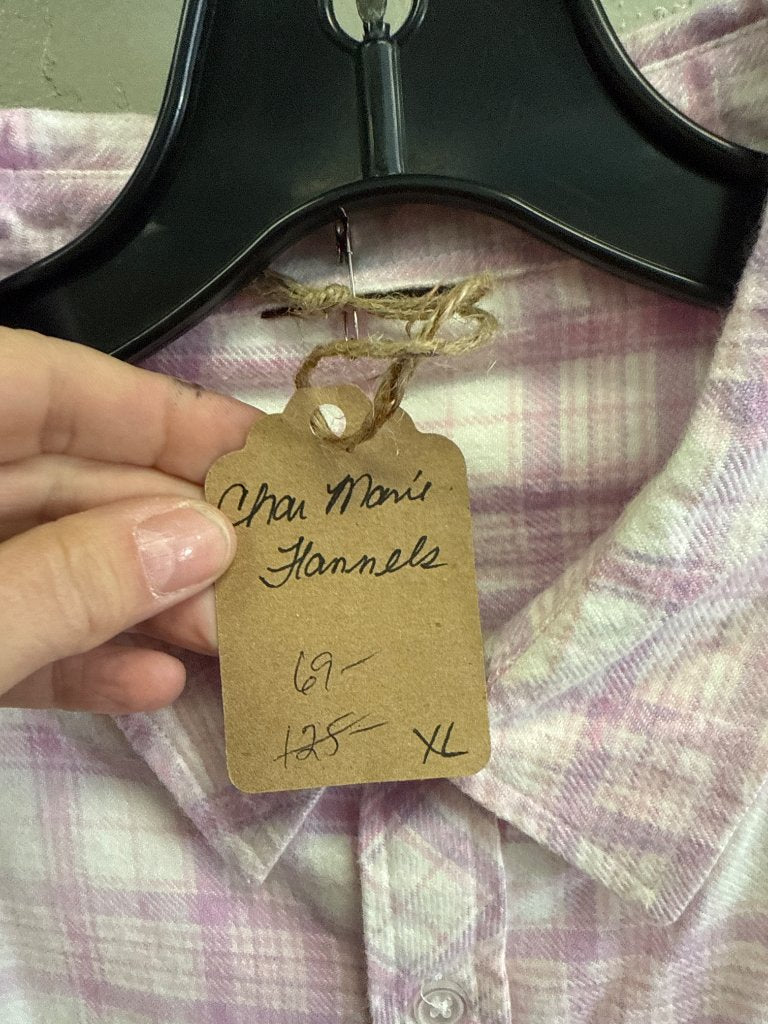 Char Marie
Flannels
69-
125-
XL